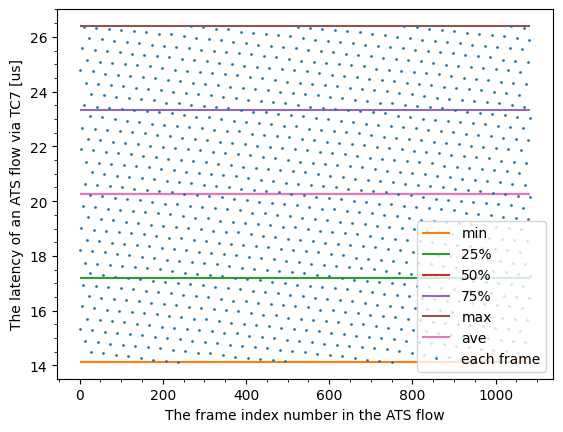 The latency of an ATS flow via TC7 [us]
26
24
22
20
18
16
14
min
25%
50%
75%
max
ave
each frame
0 200 400 600 800 1000
The frame index number in the ATS flow